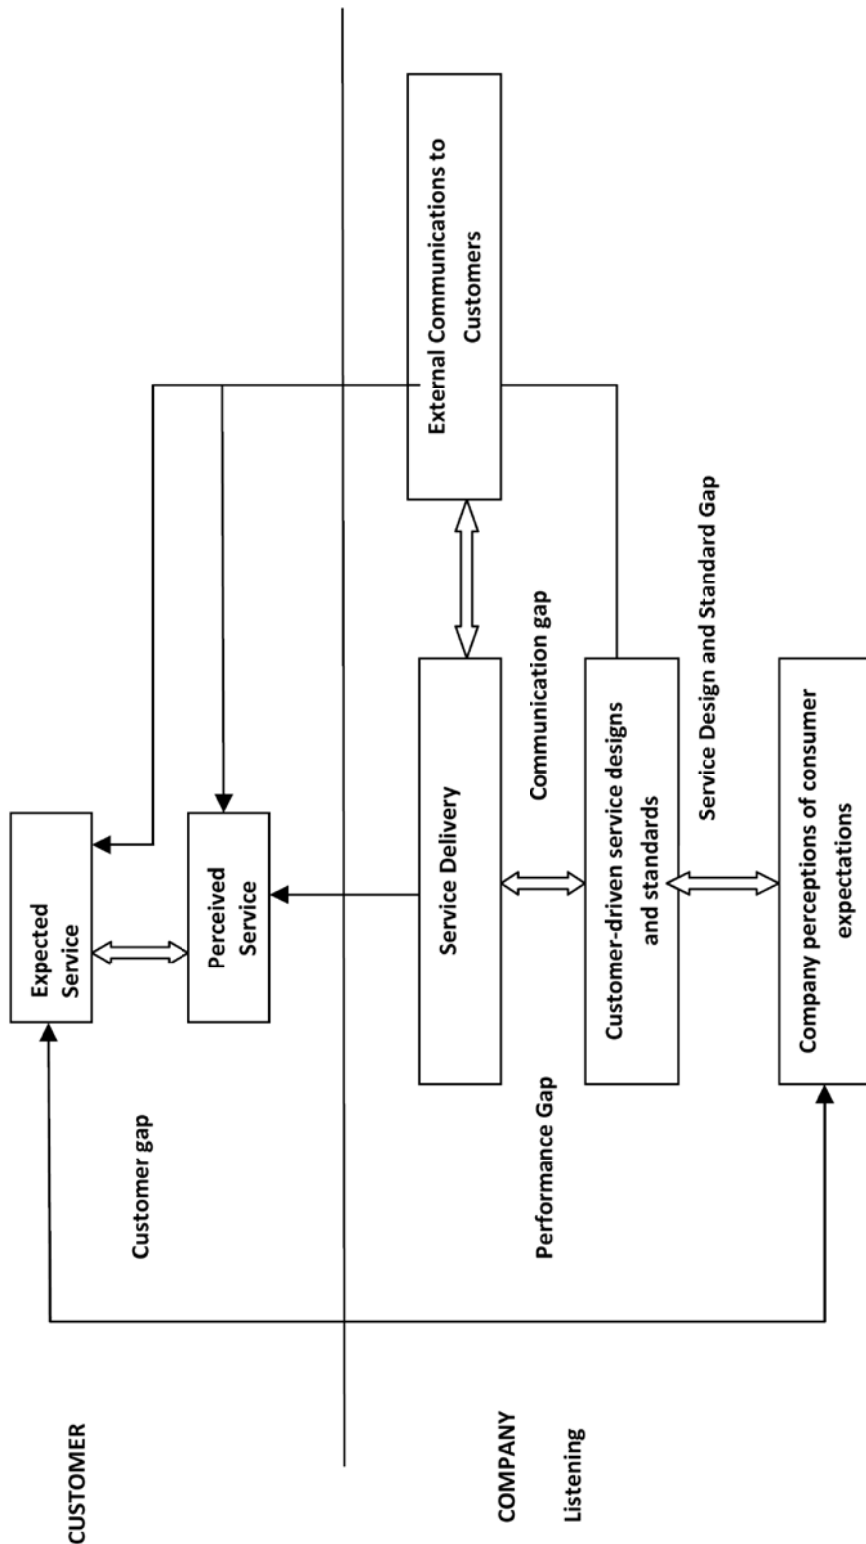 CUSTOMER
Expected
Service
Customer gap
Perceived
Service
COMPANY
Listening
Service Delivery
External Communications to
Customers
Performance Gap
Communication gap
Customer-driven service designs
and standards
Service Design and Standard Gap
Company perceptions of consumer
expectations